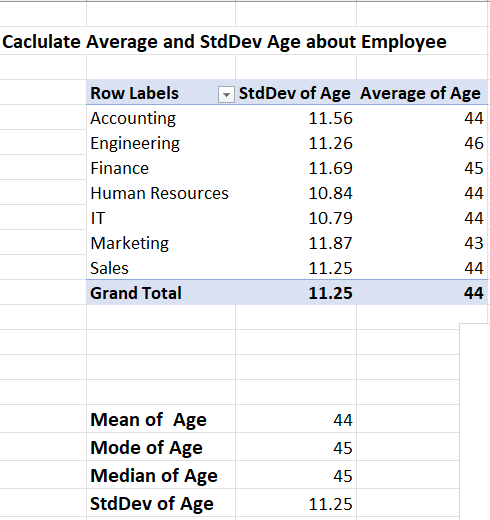 Caclulate Average and StdDev Age about Employee
Row Labels StdDev of Age Average of Age
Accounting 11.56 44
Engineering 11.26 46
Finance 11.69 45
Human Resources 10.84 44
IT 10.79 44
Marketing 11.87 43
Sales 11.25 44
Grand Total 11.25 44
Mean of Age 44
Mode of Age 45
Median of Age 45
StdDev of Age 11.25